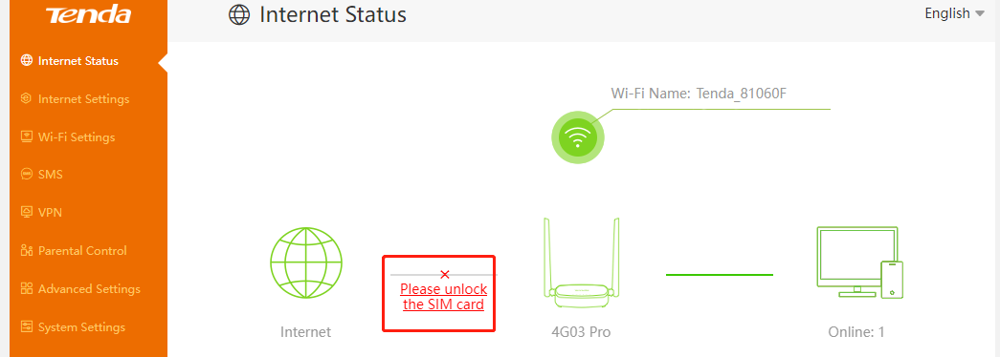 Tenda
Internet Status
English
Internet Status
Internet Settings
Wi-Fi Settings
SMS
VPN
Parental Control
Advanced Settings
System Settings
Wi-Fi Name: Tenda_81060F
Please unlock
the SIM card
Internet
4G03 Pro
Online: 1